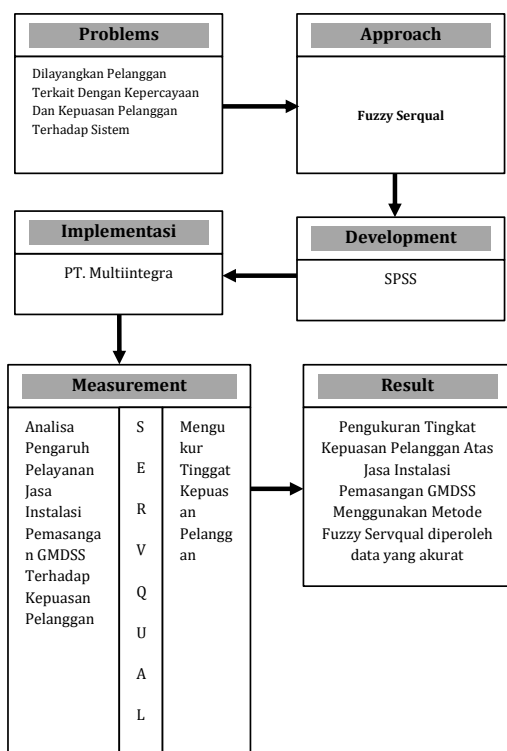 Problems
Dilayangkan Pelanggan
Terkait Dengan Kepercayaan
Dan Kepuasan Pelanggan
Terhadap Sistem
Approach
Fuzzy Serqual
Implementasi
PT. Multiintegra
Development
SPSS
Measurement
Analisa
Pengaruh
Pelayanan
Jasa
Instalasi
Pemasanga
n GMDSS
Terhadap
Kepuasan
Pelanggan
S
E
R
V
Q
U
A
L
Mengu
kur
Tinggat
Kepuas
an
Pelangg
an
Result
Pengukuran Tingkat
Kepuasan Pelanggan Atas
Jasa Instalasi
Pemasangan GMDSS
Menggunakan Metode
Fuzzy Servqual diperoleh
data yang akurat